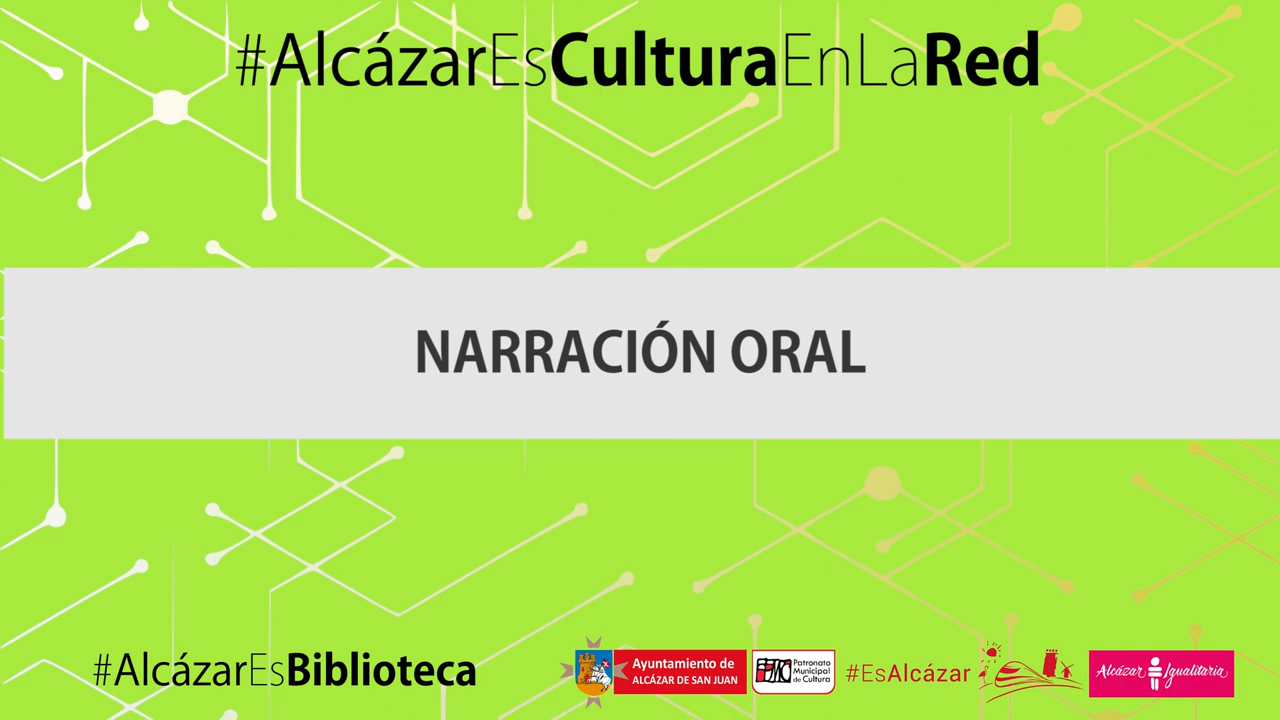 #AlcázarEsCulturaEnLaRed
NARRACIÓN ORAL
#AlcázarEsBiblioteca
Ayuntamiento de
ALCÁZAR DE SAN JUAN
Patronato
Municipal
de Cultura
#EsAlcázar
Alcázar Igualitaria